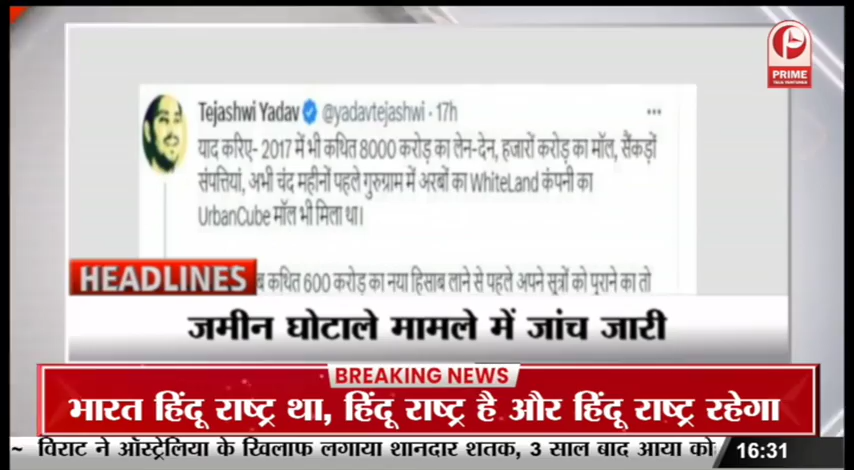 PRIME
Tejashwi Yadav @yadavtejashwi · 17h
याद करिए- 2017 में भी कथित 8000 करोड़ का लेन-देन, हजारों करोड़ का मॉल, सैंकड़ों
संपत्तियां, अभी चंद महीनों पहले गुरुग्राम में अरबों का WhiteLand कंपनी का
UrbanCube मॉल भी मिला था।
कथित 600 करोड़ का नया हिसाब लाने से पहले अपने सूत्रों को पुराने का तो
HEADLINES
जमीन घोटाले मामले में जांच जारी
BREAKING NEWS
भारत हिंदू राष्ट्र था, हिंदू राष्ट्र है और हिंदू राष्ट्र रहेगा
~ विराट ने ऑस्ट्रेलिया के खिलाफ लगाया शानदार शतक, 3 साल बाद आया को
16:31